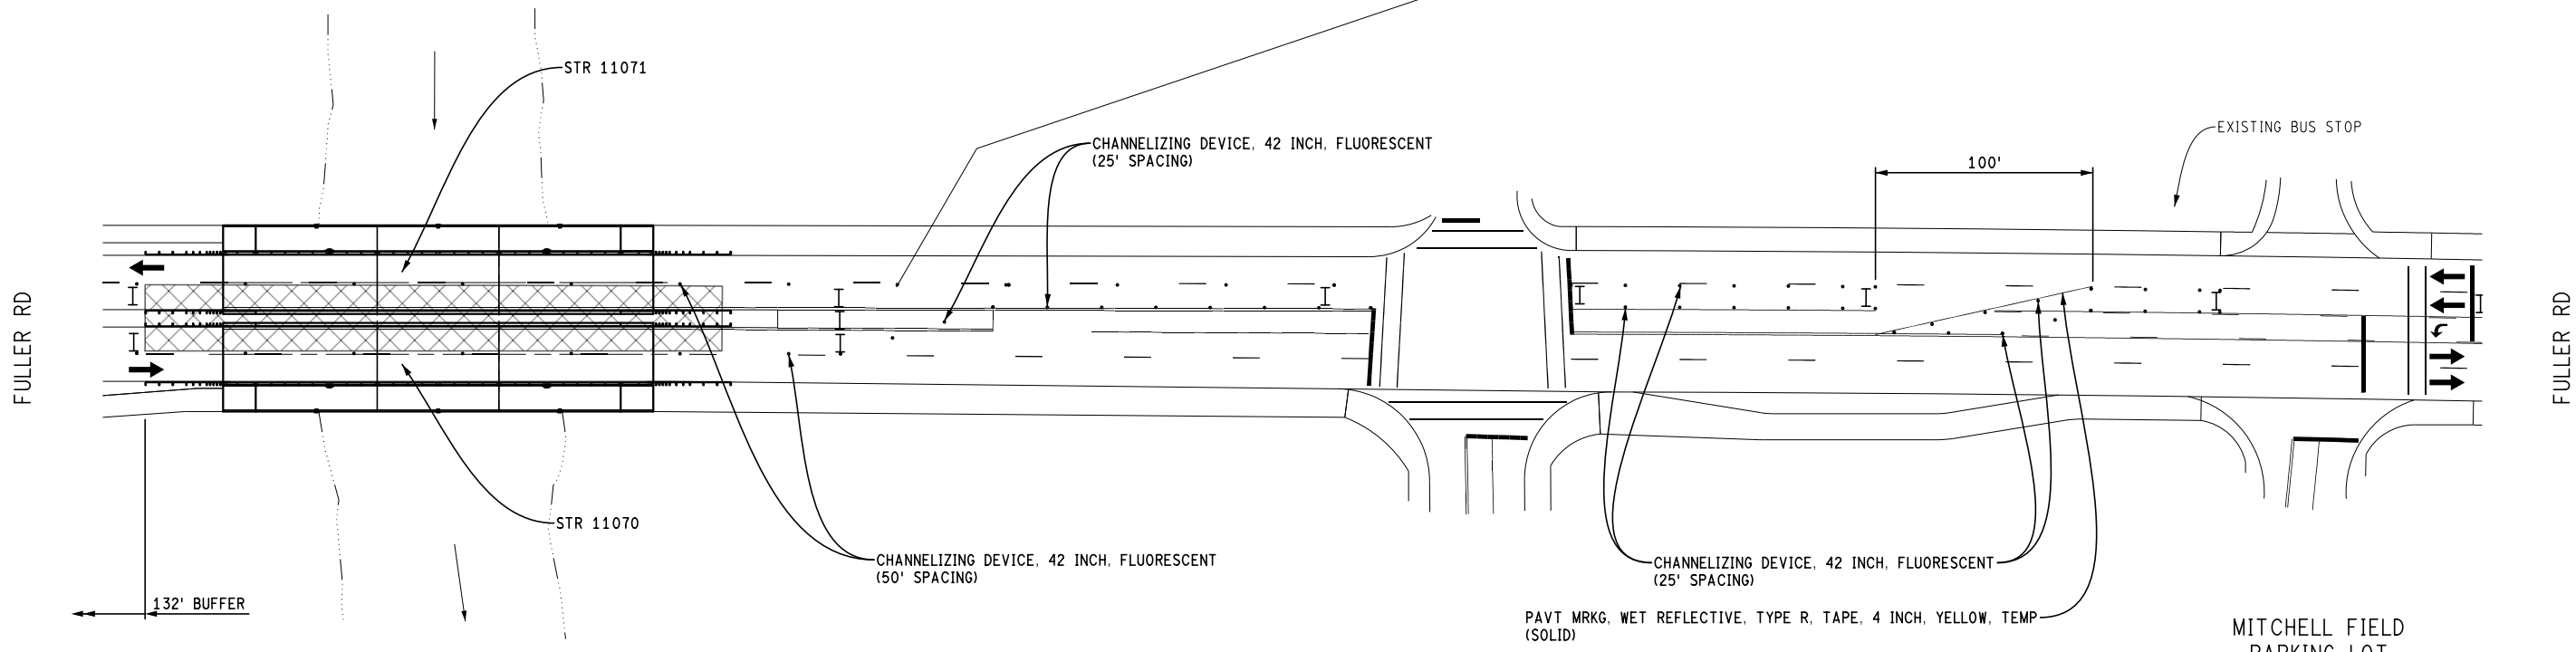 STR 11071
CHANNELIZING DEVICE, 42 INCH, FLUORESCENT
(25' SPACING)
EXISTING BUS STOP
100'
FULLER RD
FULLER RD
STR 11070
CHANNELIZING DEVICE, 42 INCH, FLUORESCENT
(50' SPACING)
CHANNELIZING DEVICE, 42 INCH, FLUORESCENT
(25' SPACING)
132' BUFFER
PAVT MRKG, WET REFLECTIVE, TYPE R, TAPE, 4 INCH, YELLOW, TEMP
(SOLID)
MITCHELL FIELD
PARKING LOT